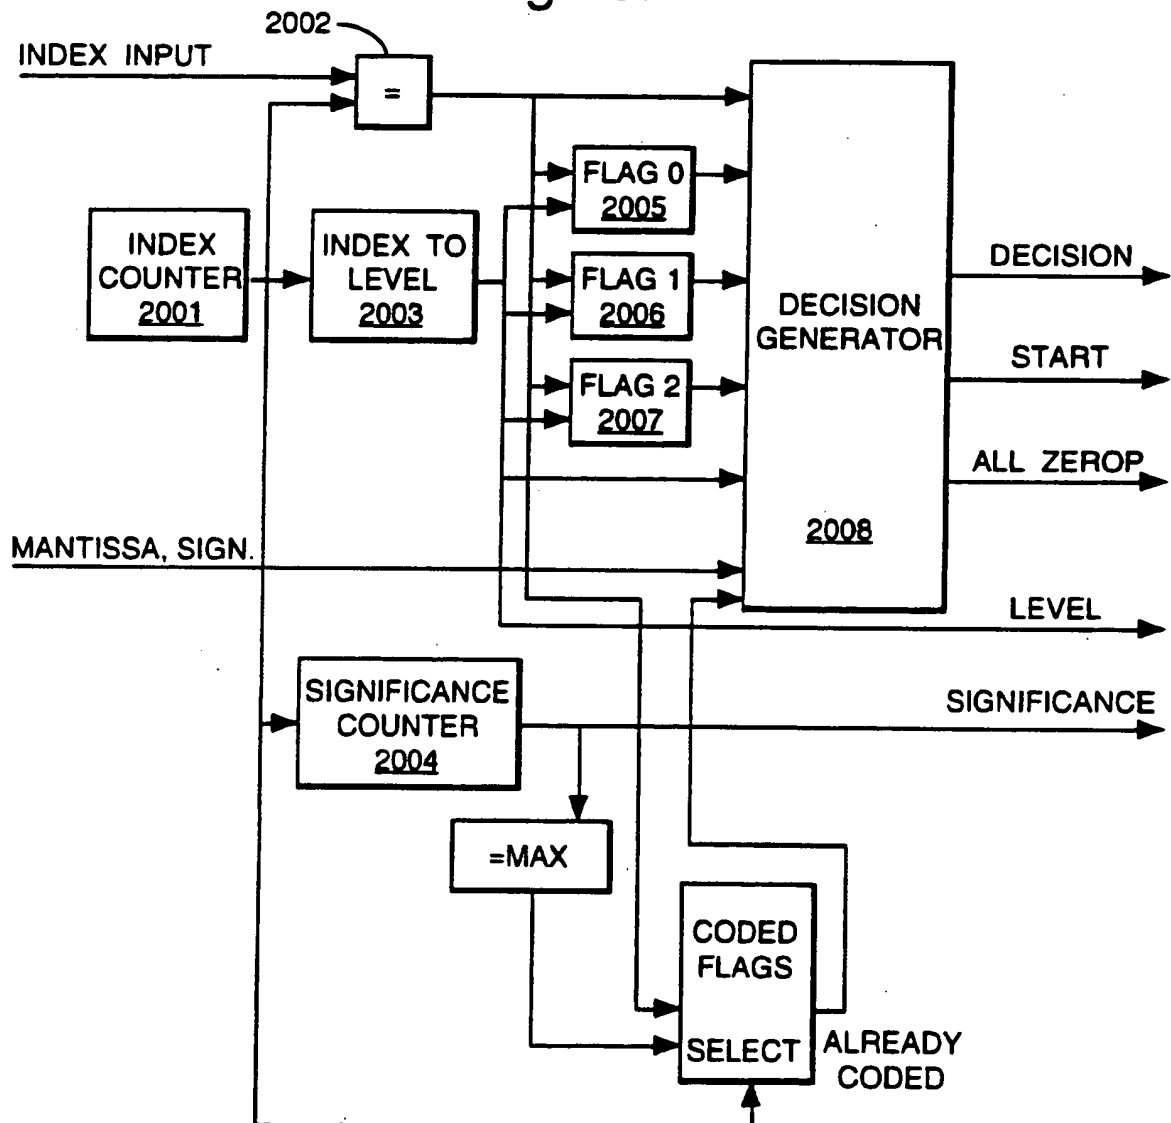 2002
INDEX INPUT
=
FLAG 0
2005
INDEX
COUNTER
2001
INDEX TO
LEVEL
2003
FLAG 1
2006
FLAG 2
2007
DECISION
GENERATOR
2008
DECISION
START
ALL ZEROP
MANTISSA, SIGN.
LEVEL
SIGNIFICANCE
COUNTER
2004
SIGNIFICANCE
=MAX
CODED
FLAGS
SELECT
ALREADY
CODED